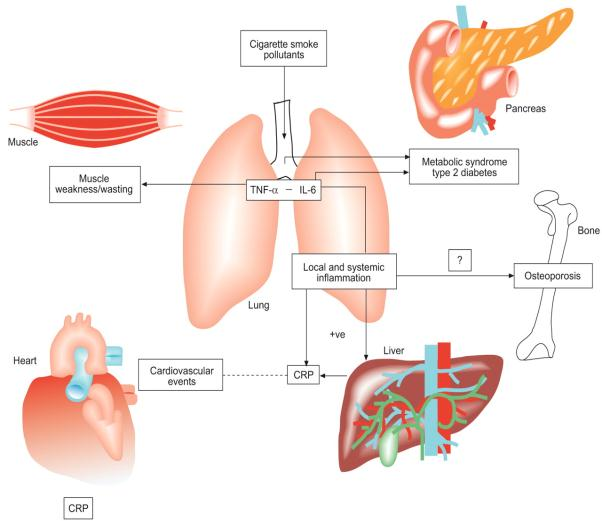 Cigarette smoke
pollutants
Pancreas
Muscle
Metabolic syndrome
type 2 diabetes
Muscle
weakness/wasting
TNF-α – IL-6
Bone
Local and systemic
inflammation
?
Osteoporosis
Lung
+ve
Liver
Heart
Cardiovascular
events
CRP
CRP